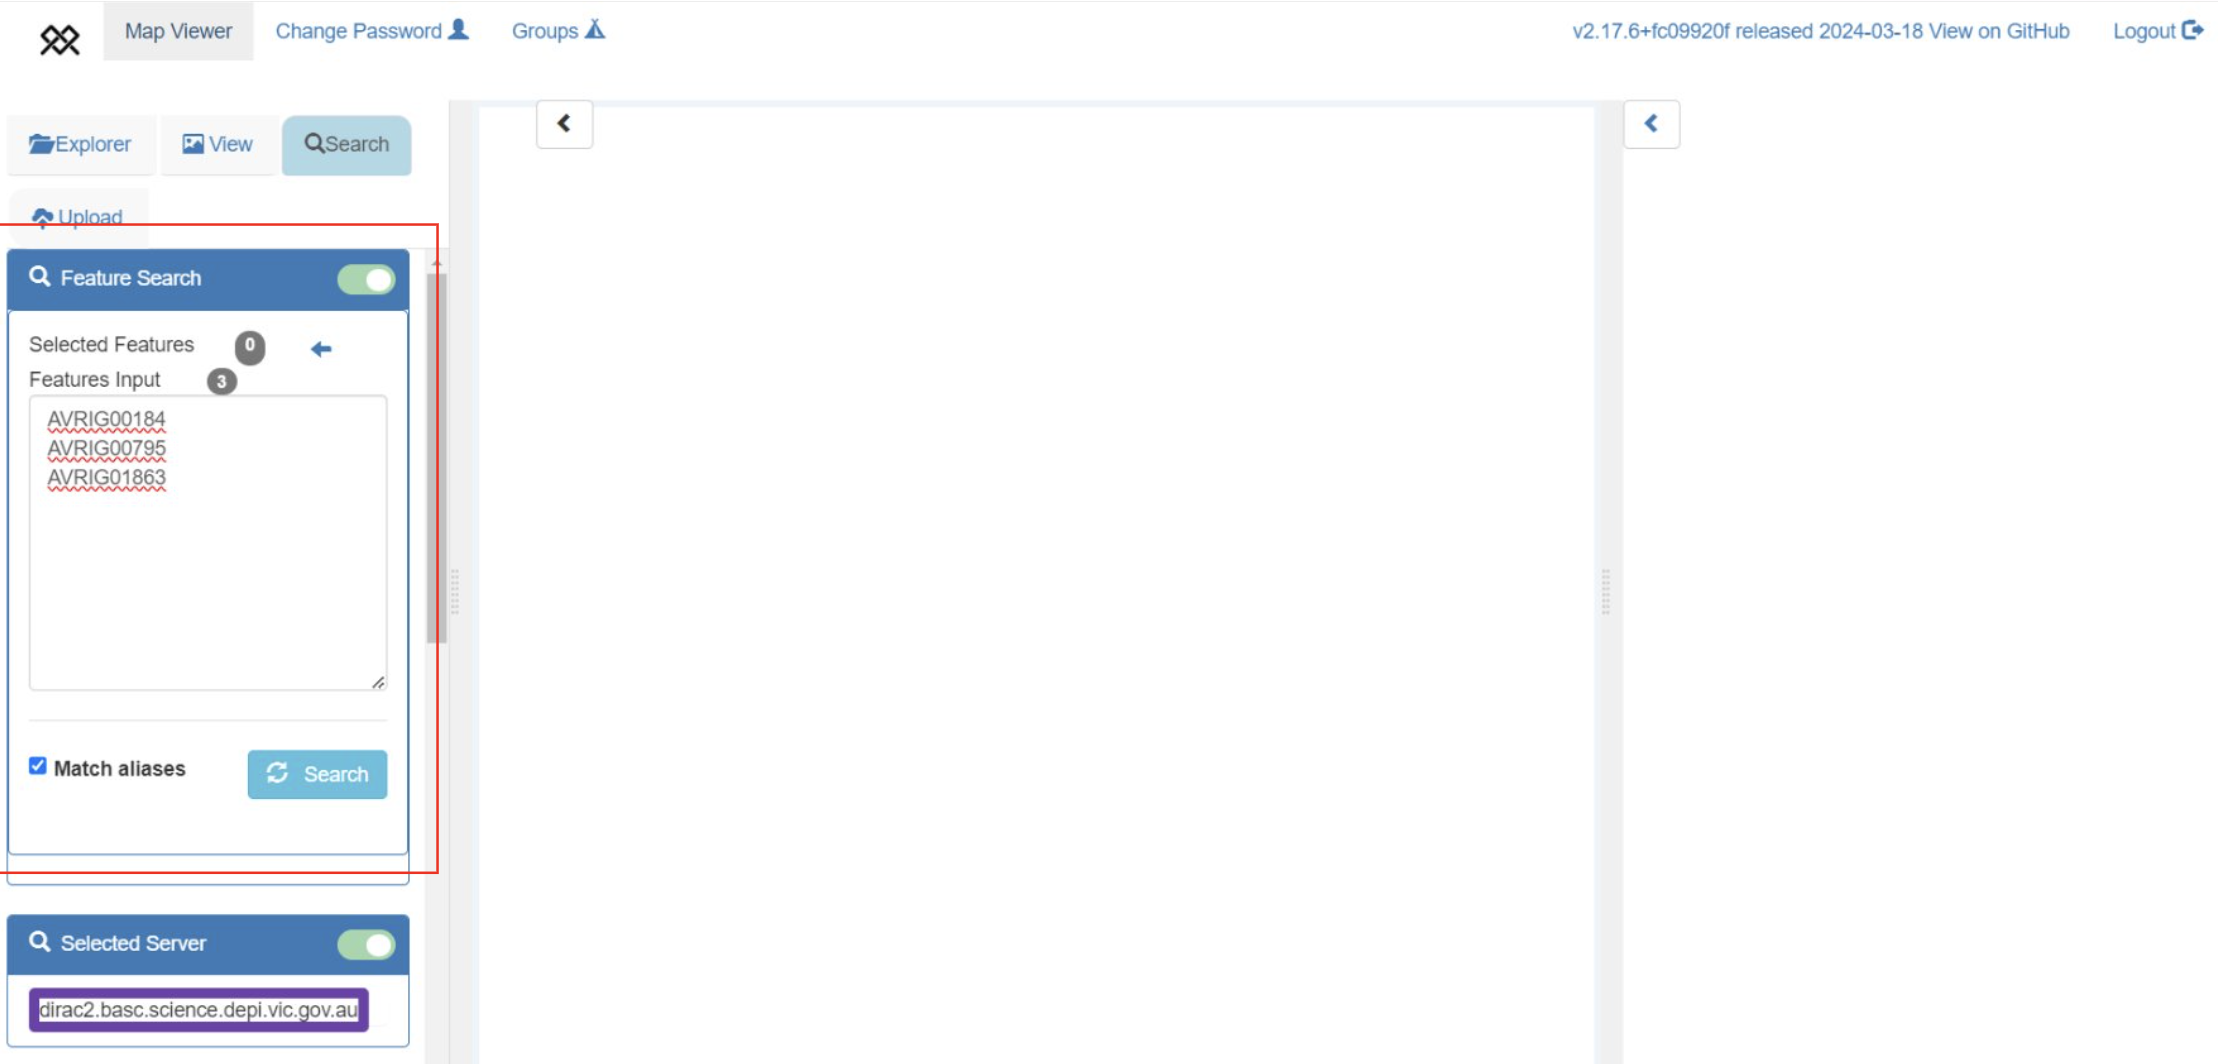 Map Viewer Change Password Groups v2.17.6+fc09920f released 2024-03-18 View on GitHub Logout
Explorer View Search
Upload
Feature Search
Selected Features 0
Features Input 3
AVRIG00184
AVRIG00795
AVRIG01863
Match aliases Search
Selected Server
dirac2.basc.science.depi.vic.gov.au